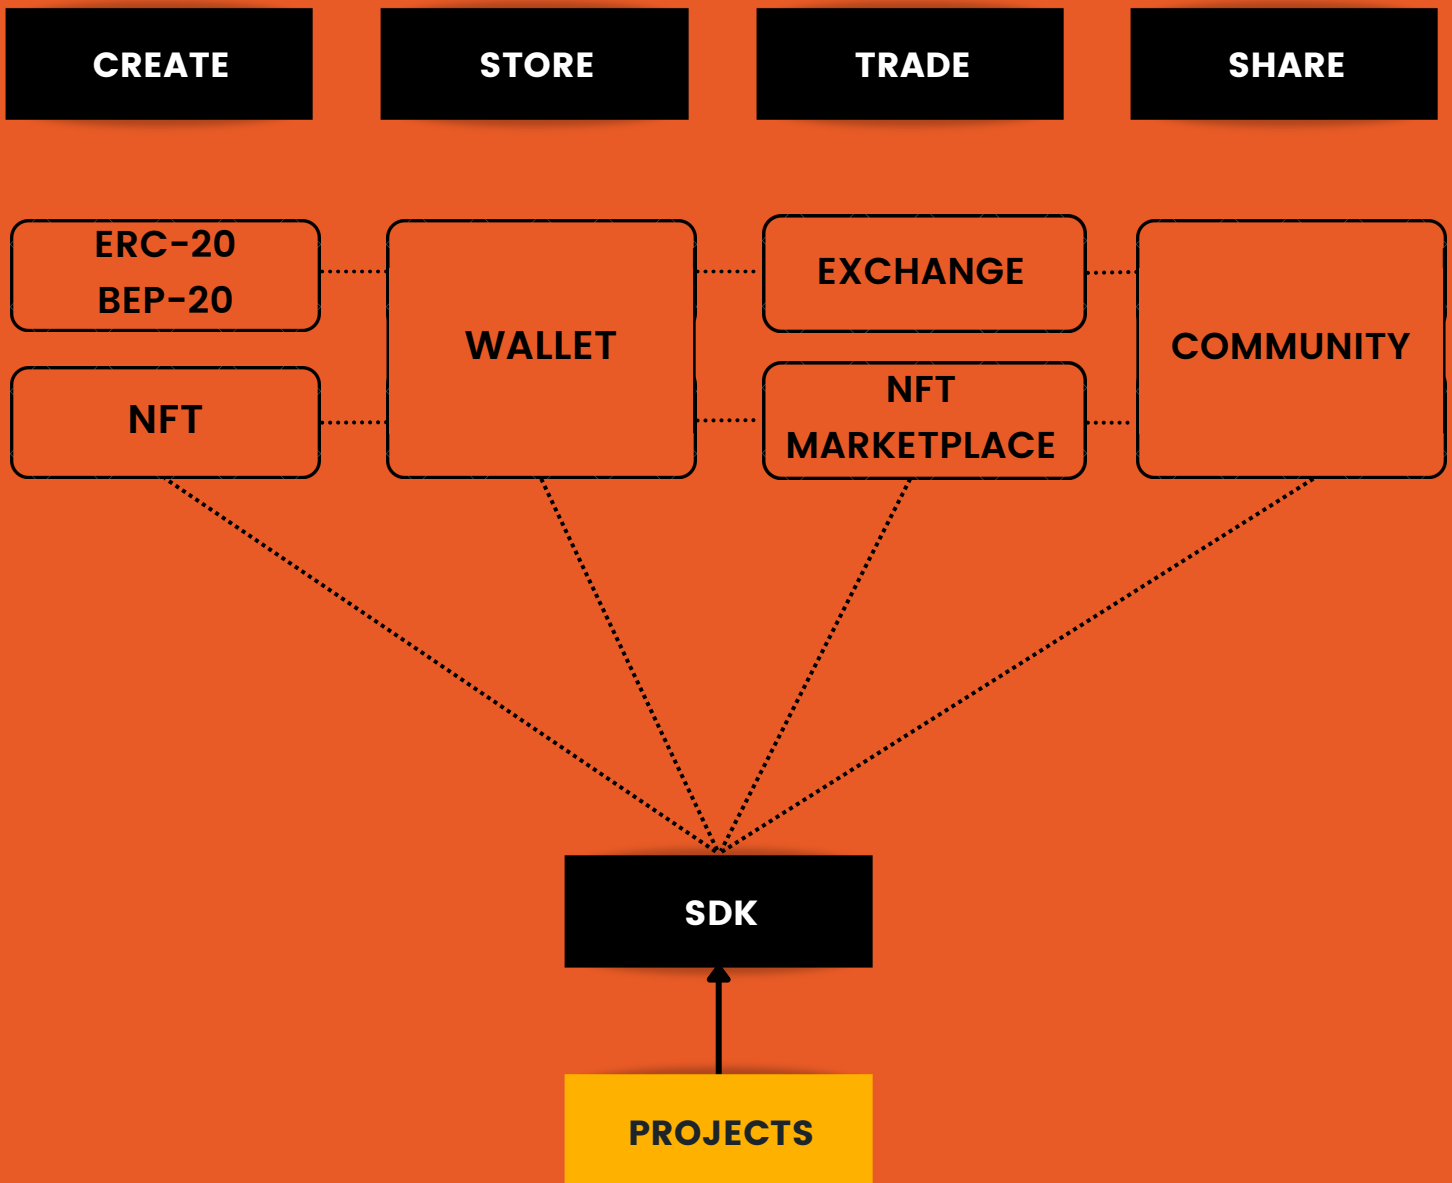 CREATE
STORE
TRADE
SHARE
ERC-20
BEP-20
WALLET
EXCHANGE
COMMUNITY
NFT
NFT
MARKETPLACE
SDK
PROJECTS